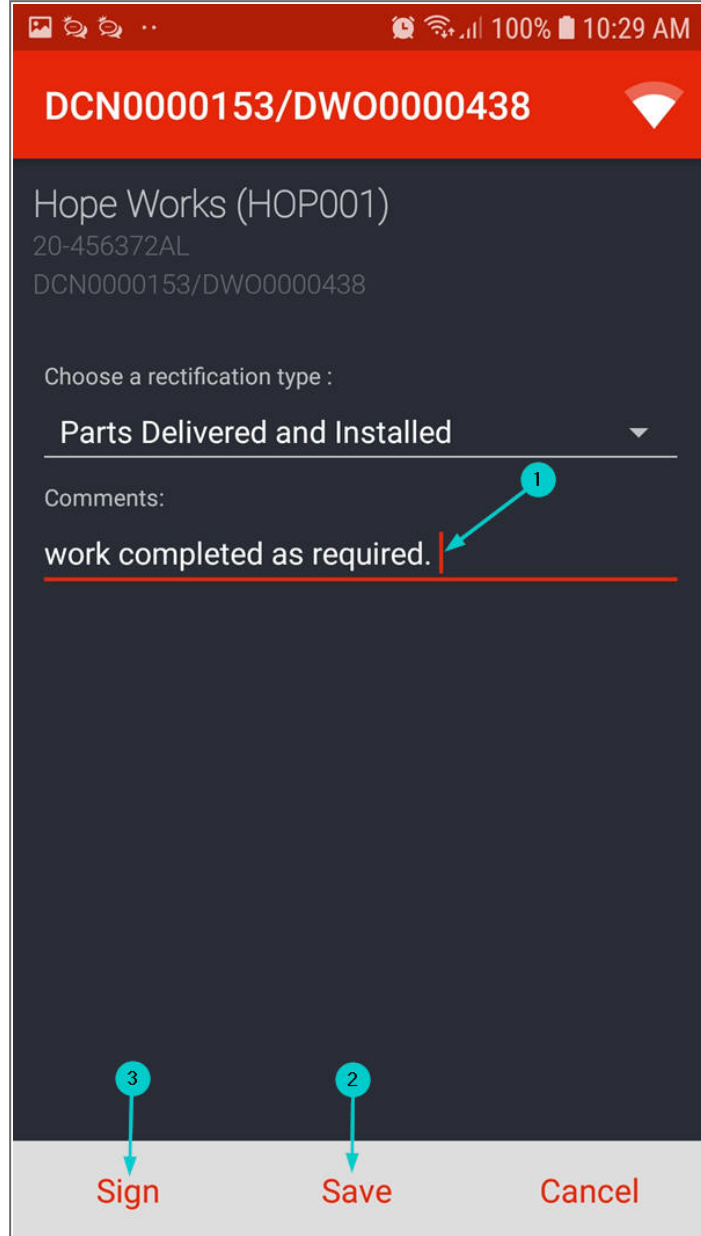 100% 10:29 AM
DCN0000153/DWO0000438
Hope Works (HOP001)
20-456372AL
DCN0000153/DWO0000438
Choose a rectification type :
Parts Delivered and Installed
1
Comments:
work completed as required.
3 2
Sign Save Cancel